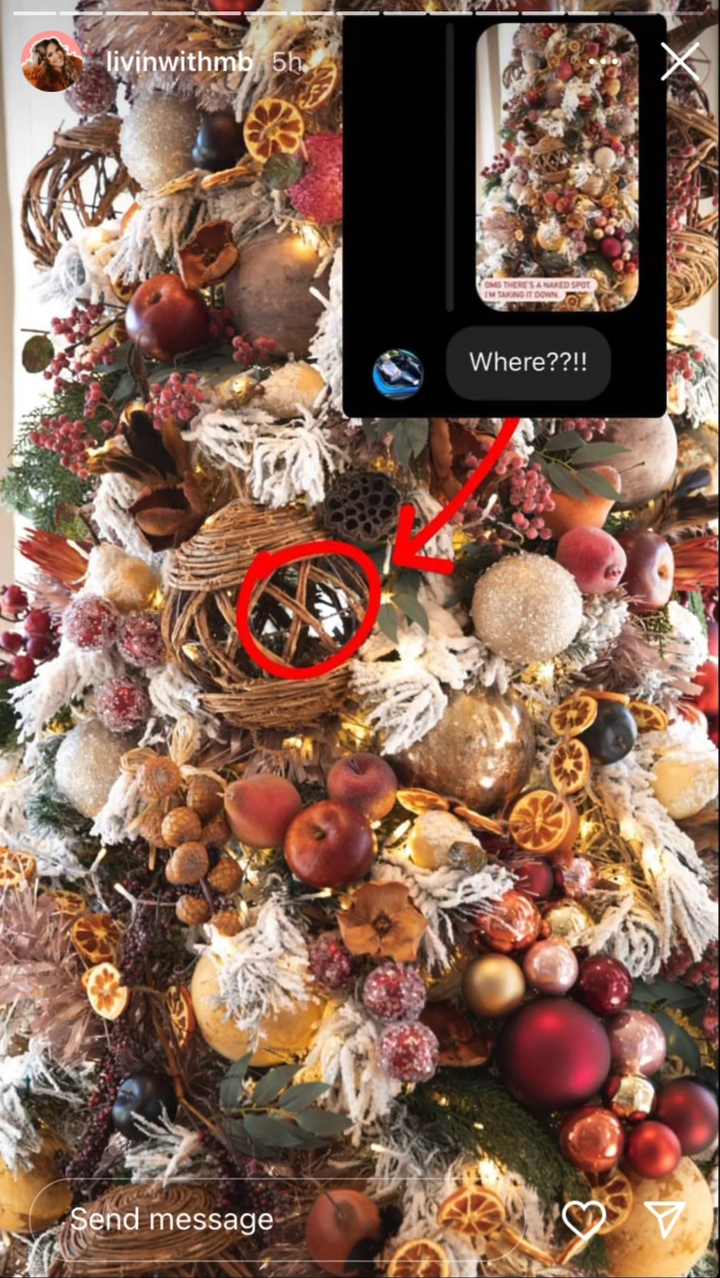 livinwithmb 5h
OMG THERE'S A NAKED SPOT.
I'M TAKING IT DOWN.
Where??!!
Send message